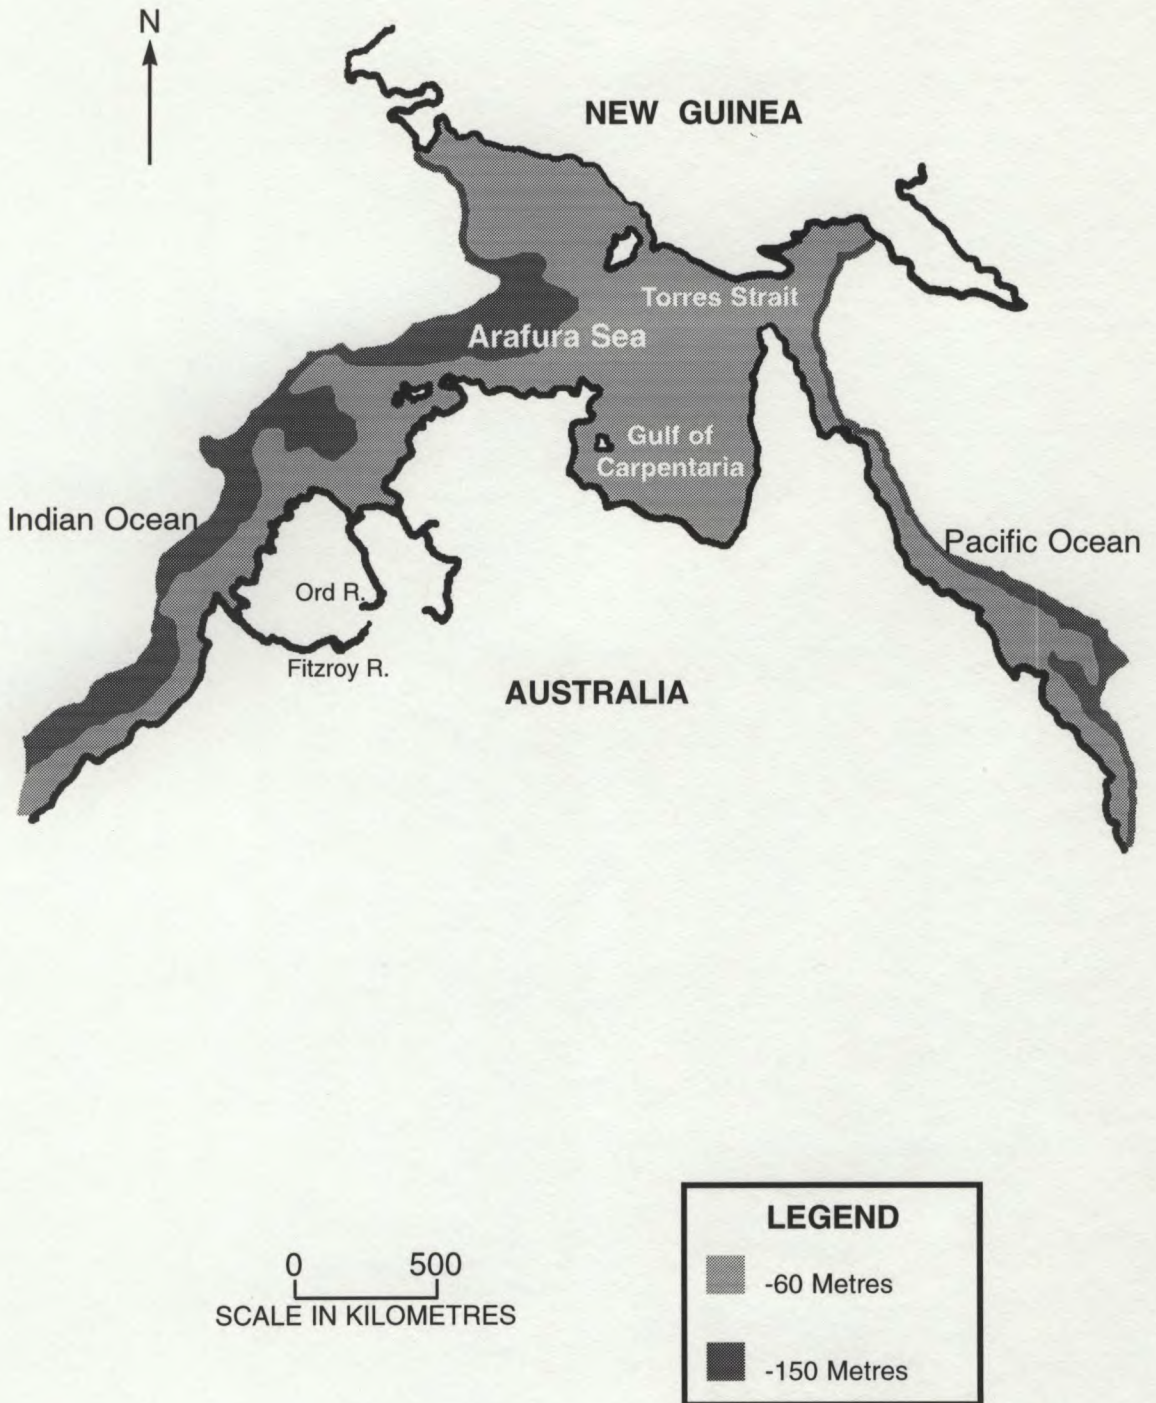 N
NEW GUINEA
Torres Strait
Arafura Sea
Gulf of
Carpentaria
Indian Ocean
Pacific Ocean
Ord R.
Fitzroy R.
AUSTRALIA
0 500
SCALE IN KILOMETRES
LEGEND
-60 Metres
-150 Metres